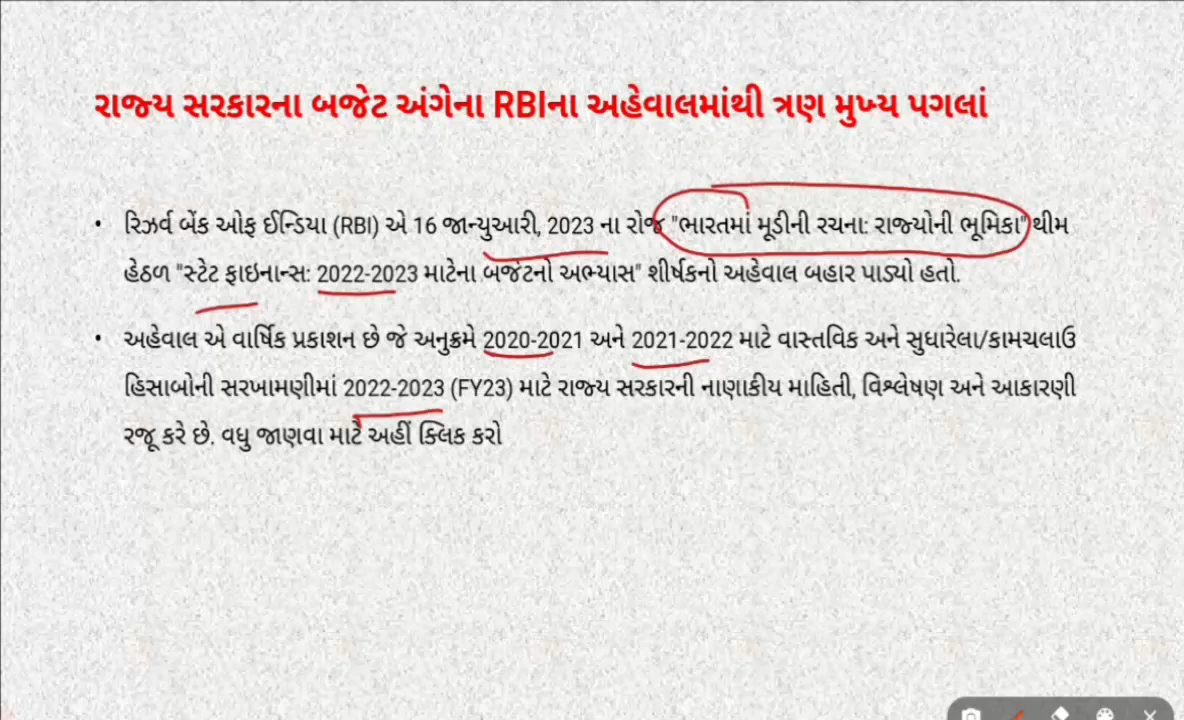 રાજ્ય સરકારના બજેટ અંગેના RBIના અહેવાલમાંથી ત્રણ મુખ્ય પગલાં
• રિઝર્વ બેંક ઓફ ઈન્ડિયા (RBI) એ 16 જાન્યુઆરી, 2023 ના રોજ "ભારતમાં મૂડીની રચના: રાજ્યોની ભૂમિકા" થીમ
હેઠળ "સ્ટેટ ફાઇનાન્સ: 2022-2023 માટેના બજેટનો અભ્યાસ" શીર્ષકનો અહેવાલ બહાર પાડ્યો હતો.
• અહેવાલ એ વાર્ષિક પ્રકાશન છે જે અનુક્રમે 2020-2021 અને 2021-2022 માટે વાસ્તવિક અને સુધારેલા/કામચલાઉ
હિસાબોની સરખામણીમાં 2022-2023 (FY23) માટે રાજ્ય સરકારની નાણાકીય માહિતી, વિશ્લેષણ અને આકારણી
રજૂ કરે છે. વધુ જાણવા માટે અહીં ક્લિક કરો